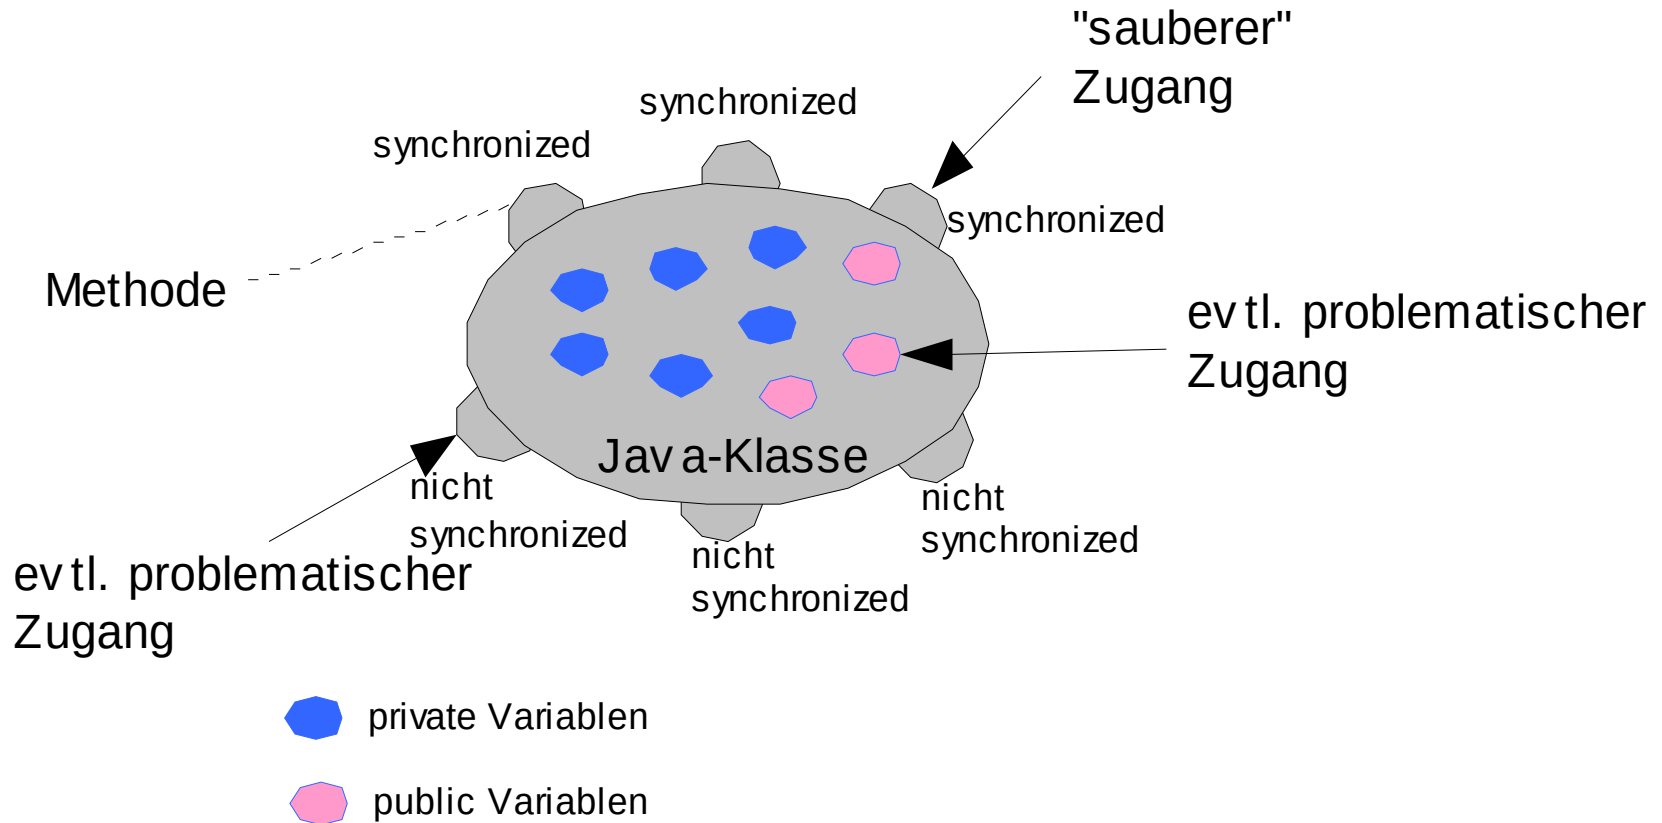 "sauberer"
Zugang
synchronized
synchronized
synchronized
Methode
evtl. problematischer
Zugang
Java-Klasse
nicht
synchronized
nicht
synchronized
nicht
synchronized
evtl. problematischer
Zugang
private Variablen
public Variablen